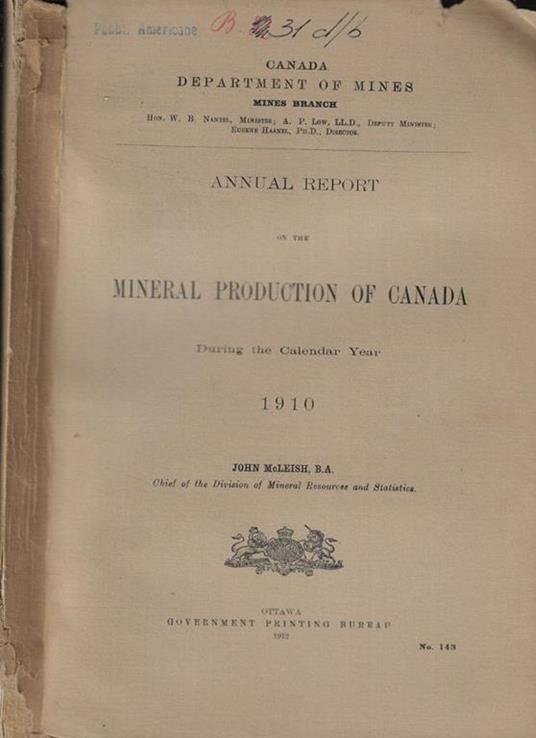 Pubbl. Americane
B. 31 d/b
CANADA
DEPARTMENT OF MINES
MINES BRANCH
HON. W. B. NANTEL, MINISTER; A. P. LOW, LL.D., DEPUTY MINISTER;
EUGENE HAANEL, PH.D., DIRECTOR.
ANNUAL REPORT
ON THE
MINERAL PRODUCTION OF CANADA
During the Calendar Year
1910
JOHN McLEISH, B.A.
Chief of the Division of Mineral Resources and Statistics.
OTTAWA
GOVERNMENT PRINTING BUREAU
1912
No. 143